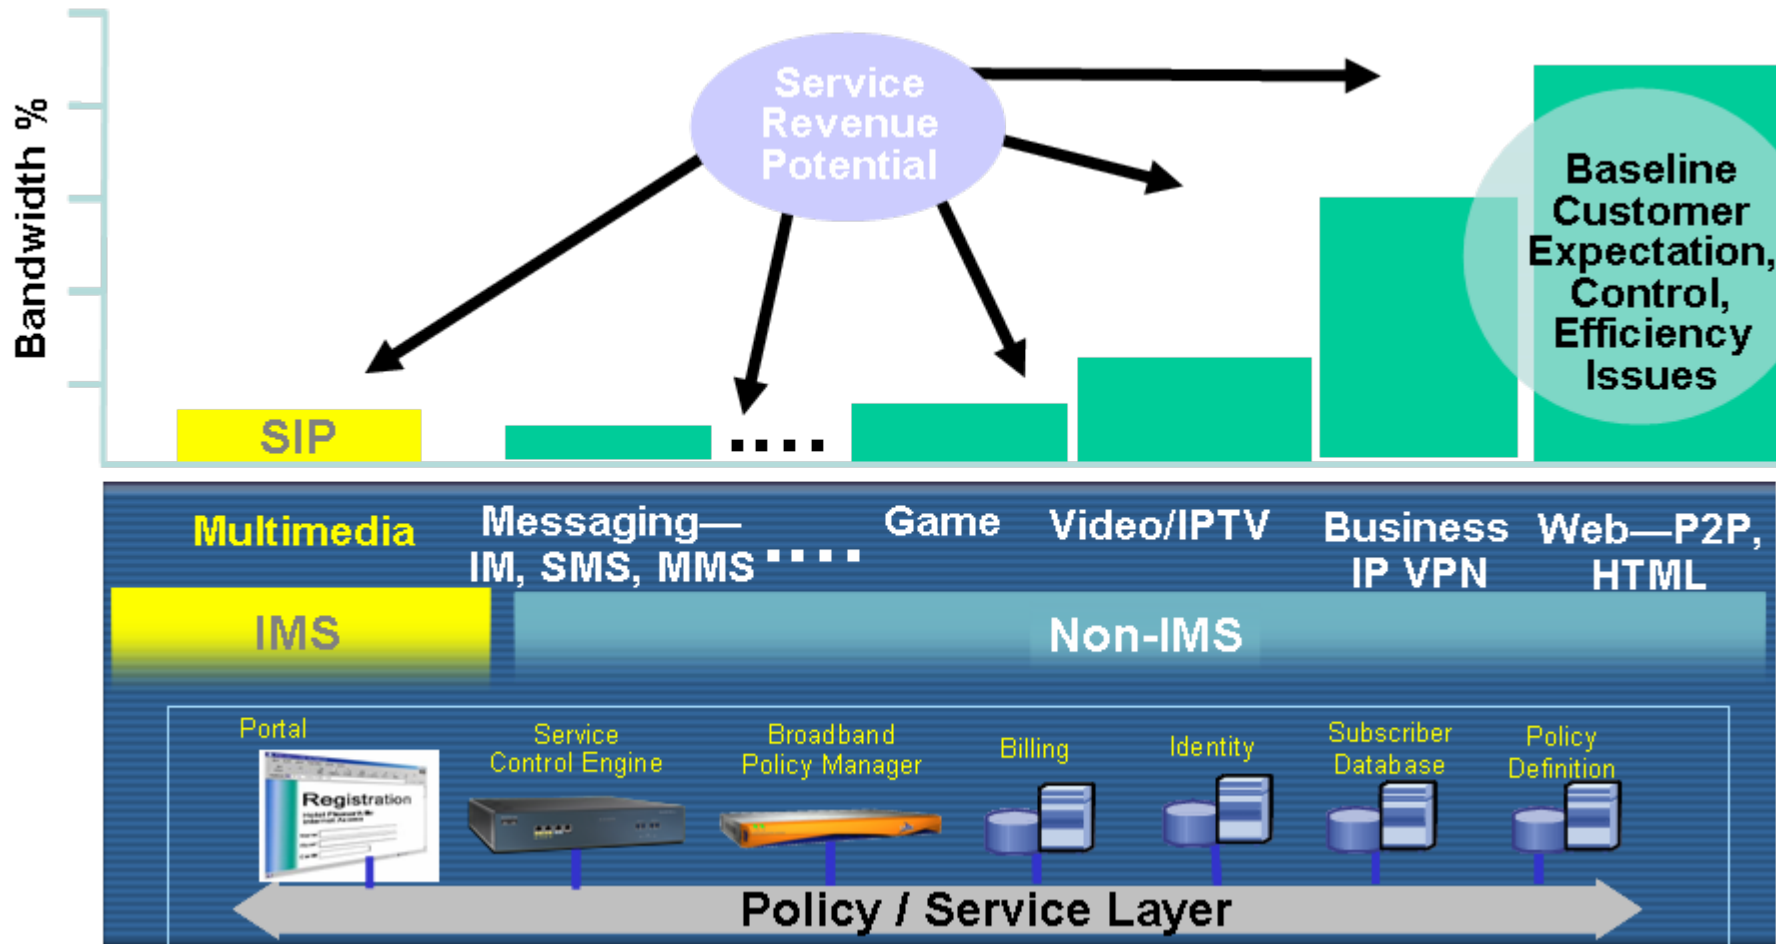 Bandwidth %
Service
Revenue
Potential
Baseline
Customer
Expectation,
Control,
Efficiency
Issues
SIP
....
Multimedia
Messaging—
IM, SMS, MMS
....
Game
Video/IPTV
Business
IP VPN
Web—P2P,
HTML
IMS
Non-IMS
Portal
Service
Control Engine
Broadband
Policy Manager
Billing
Identity
Subscriber
Database
Policy
Definition
Registration
Internet Access
Policy / Service Layer